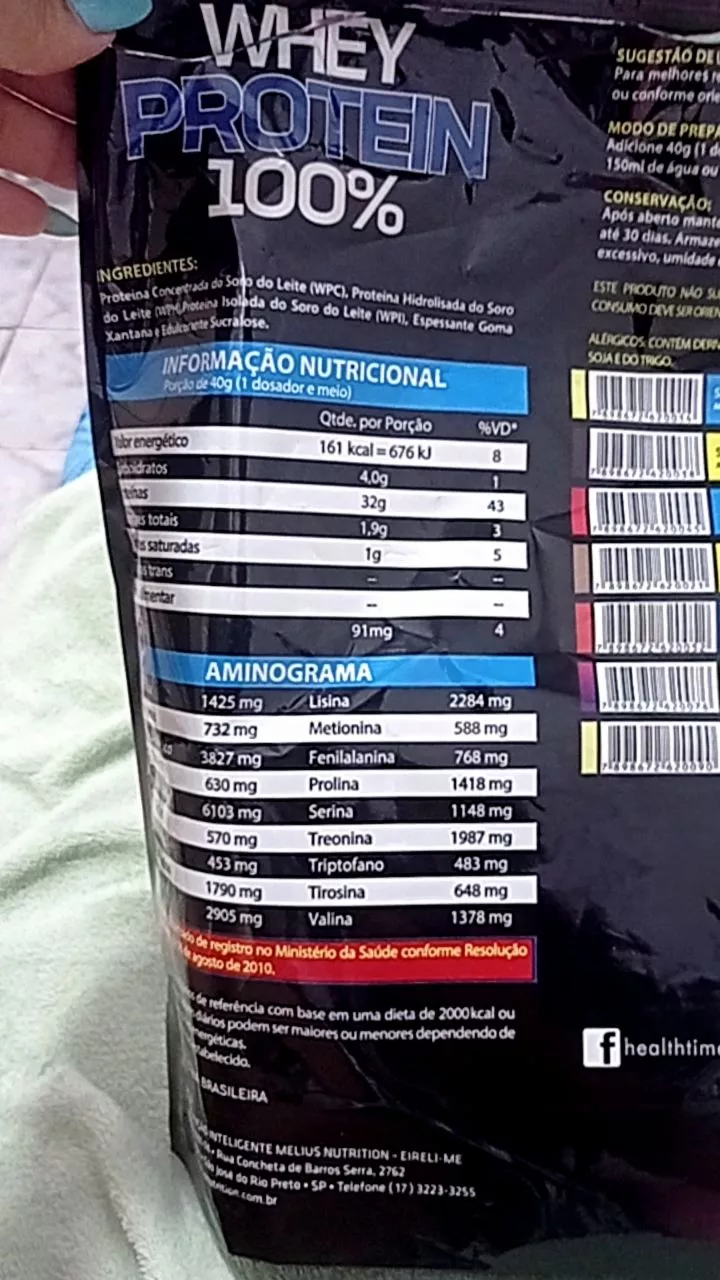 WHEY
PROTEIN
100%
INGREDIENTES:
Proteína Concentrada do Soro do Leite (WPC), Proteína Hidrolisada do Soro
do Leite (WPH), Proteína Isolada do Soro do Leite (WPI), Espessante Goma
Xantana e Edulcorante Sucralose.
INFORMAÇÃO NUTRICIONAL
Porção de 40g (1 dosador e meio)
Qtde. por Porção %VD*
energético 161 kcal = 676 kJ 8
4,0g 1
32g 43
totais 1,9g 3
saturadas 1g 5
trans -- --
-- --
91mg 4
AMINOGRAMA
1425 mg Lisina 2284 mg
732 mg Metionina 588 mg
3827 mg Fenilalanina 768 mg
630 mg Prolina 1418 mg
6103 mg Serina 1148 mg
570 mg Treonina 1987 mg
453 mg Triptofano 483 mg
1790 mg Tirosina 648 mg
2905 mg Valina 1378 mg
de registro no Ministério da Saúde conforme Resolução
agosto de 2010.
de referência com base em uma dieta de 2000kcal ou
diários podem ser maiores ou menores dependendo de
BRASILEIRA
INTELIGENTE MELIUS NUTRITION - EIRELI-ME
Rua Concheta de Barros Serra, 2762
José do Rio Preto • SP • Telefone (17) 3223-3255
SUGESTÃO DE
Para melhores
ou conforme
MODO DE
Adicione 40g (1
150ml de água ou
CONSERVAÇÃO:
Após aberto
até 30 dias.
excessivo, umidade
ESTE PRODUTO NÃO
CONSUMO DEVE SER
ALÉRGICOS: CONTÉM
SOJA E DO TRIGO.
f healthtime